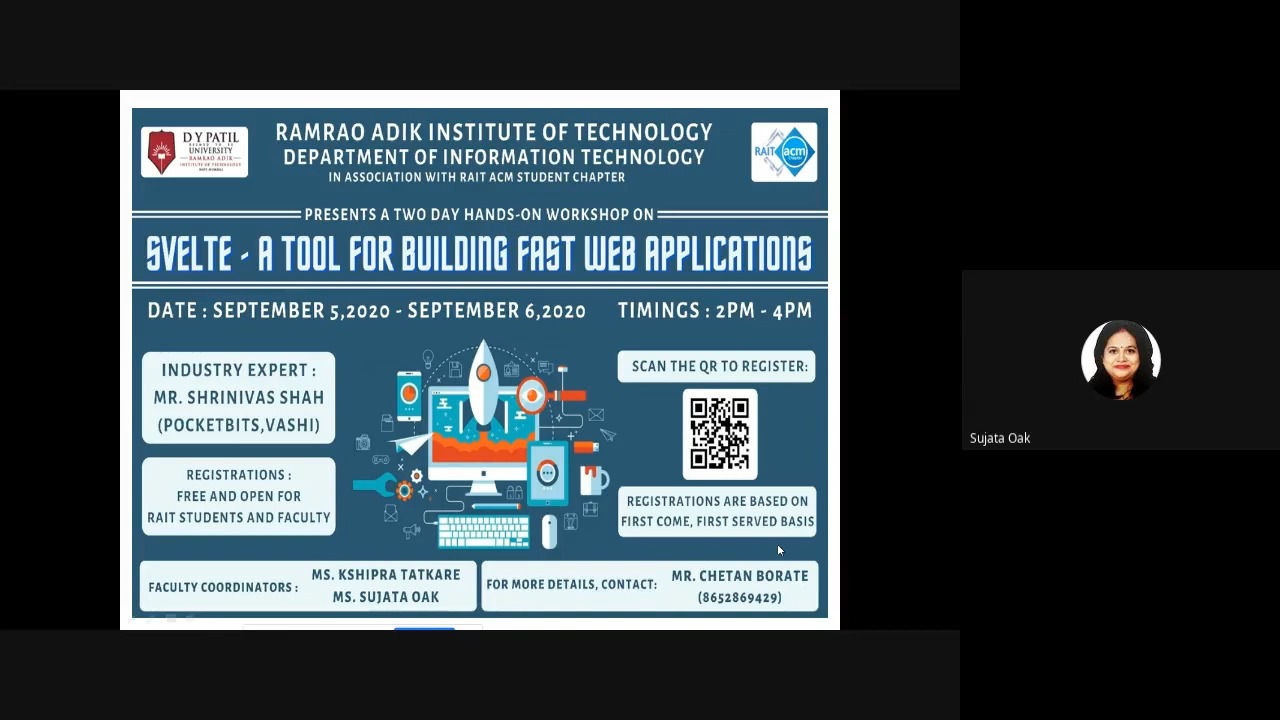 D Y PATIL
DEEMED TO BE
UNIVERSITY
RAMRAO ADIK
INSTITUTE OF TECHNOLOGY
NAVI MUMBAI
RAMRAO ADIK INSTITUTE OF TECHNOLOGY
DEPARTMENT OF INFORMATION TECHNOLOGY
IN ASSOCIATION WITH RAIT ACM STUDENT CHAPTER
RAIT acm
PRESENTS A TWO DAY HANDS-ON WORKSHOP ON
SVELTE - A TOOL FOR BUILDING FAST WEB APPLICATIONS
DATE : SEPTEMBER 5,2020 - SEPTEMBER 6,2020
TIMINGS : 2PM - 4PM
INDUSTRY EXPERT :
MR. SHRINIVAS SHAH
(POCKETBITS,VASHI)
REGISTRATIONS :
FREE AND OPEN FOR
RAIT STUDENTS AND FACULTY
SCAN THE QR TO REGISTER:
REGISTRATIONS ARE BASED ON
FIRST COME, FIRST SERVED BASIS
FACULTY COORDINATORS :
MS. KSHIPRA TATKARE
MS. SUJATA OAK
FOR MORE DETAILS, CONTACT:
MR. CHETAN BORATE
(8652869429)
Sujata Oak